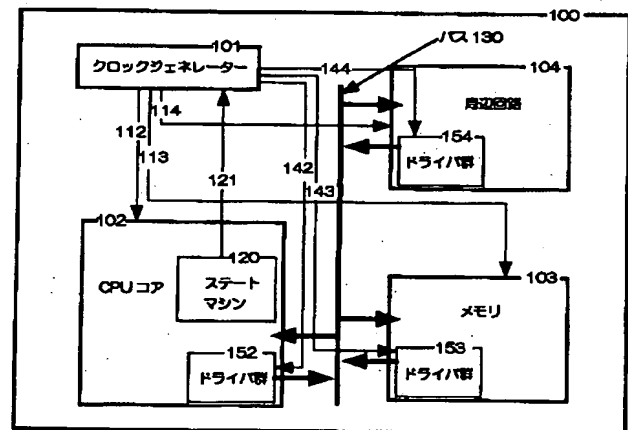 100
101
クロックジェネレーター
バス 130
104
周辺回路
144
112
114
113
142
143
154
ドライバ群
121
102
CPUコア
120
ステート
マシン
103
メモリ
152
ドライバ群
153
ドライバ群